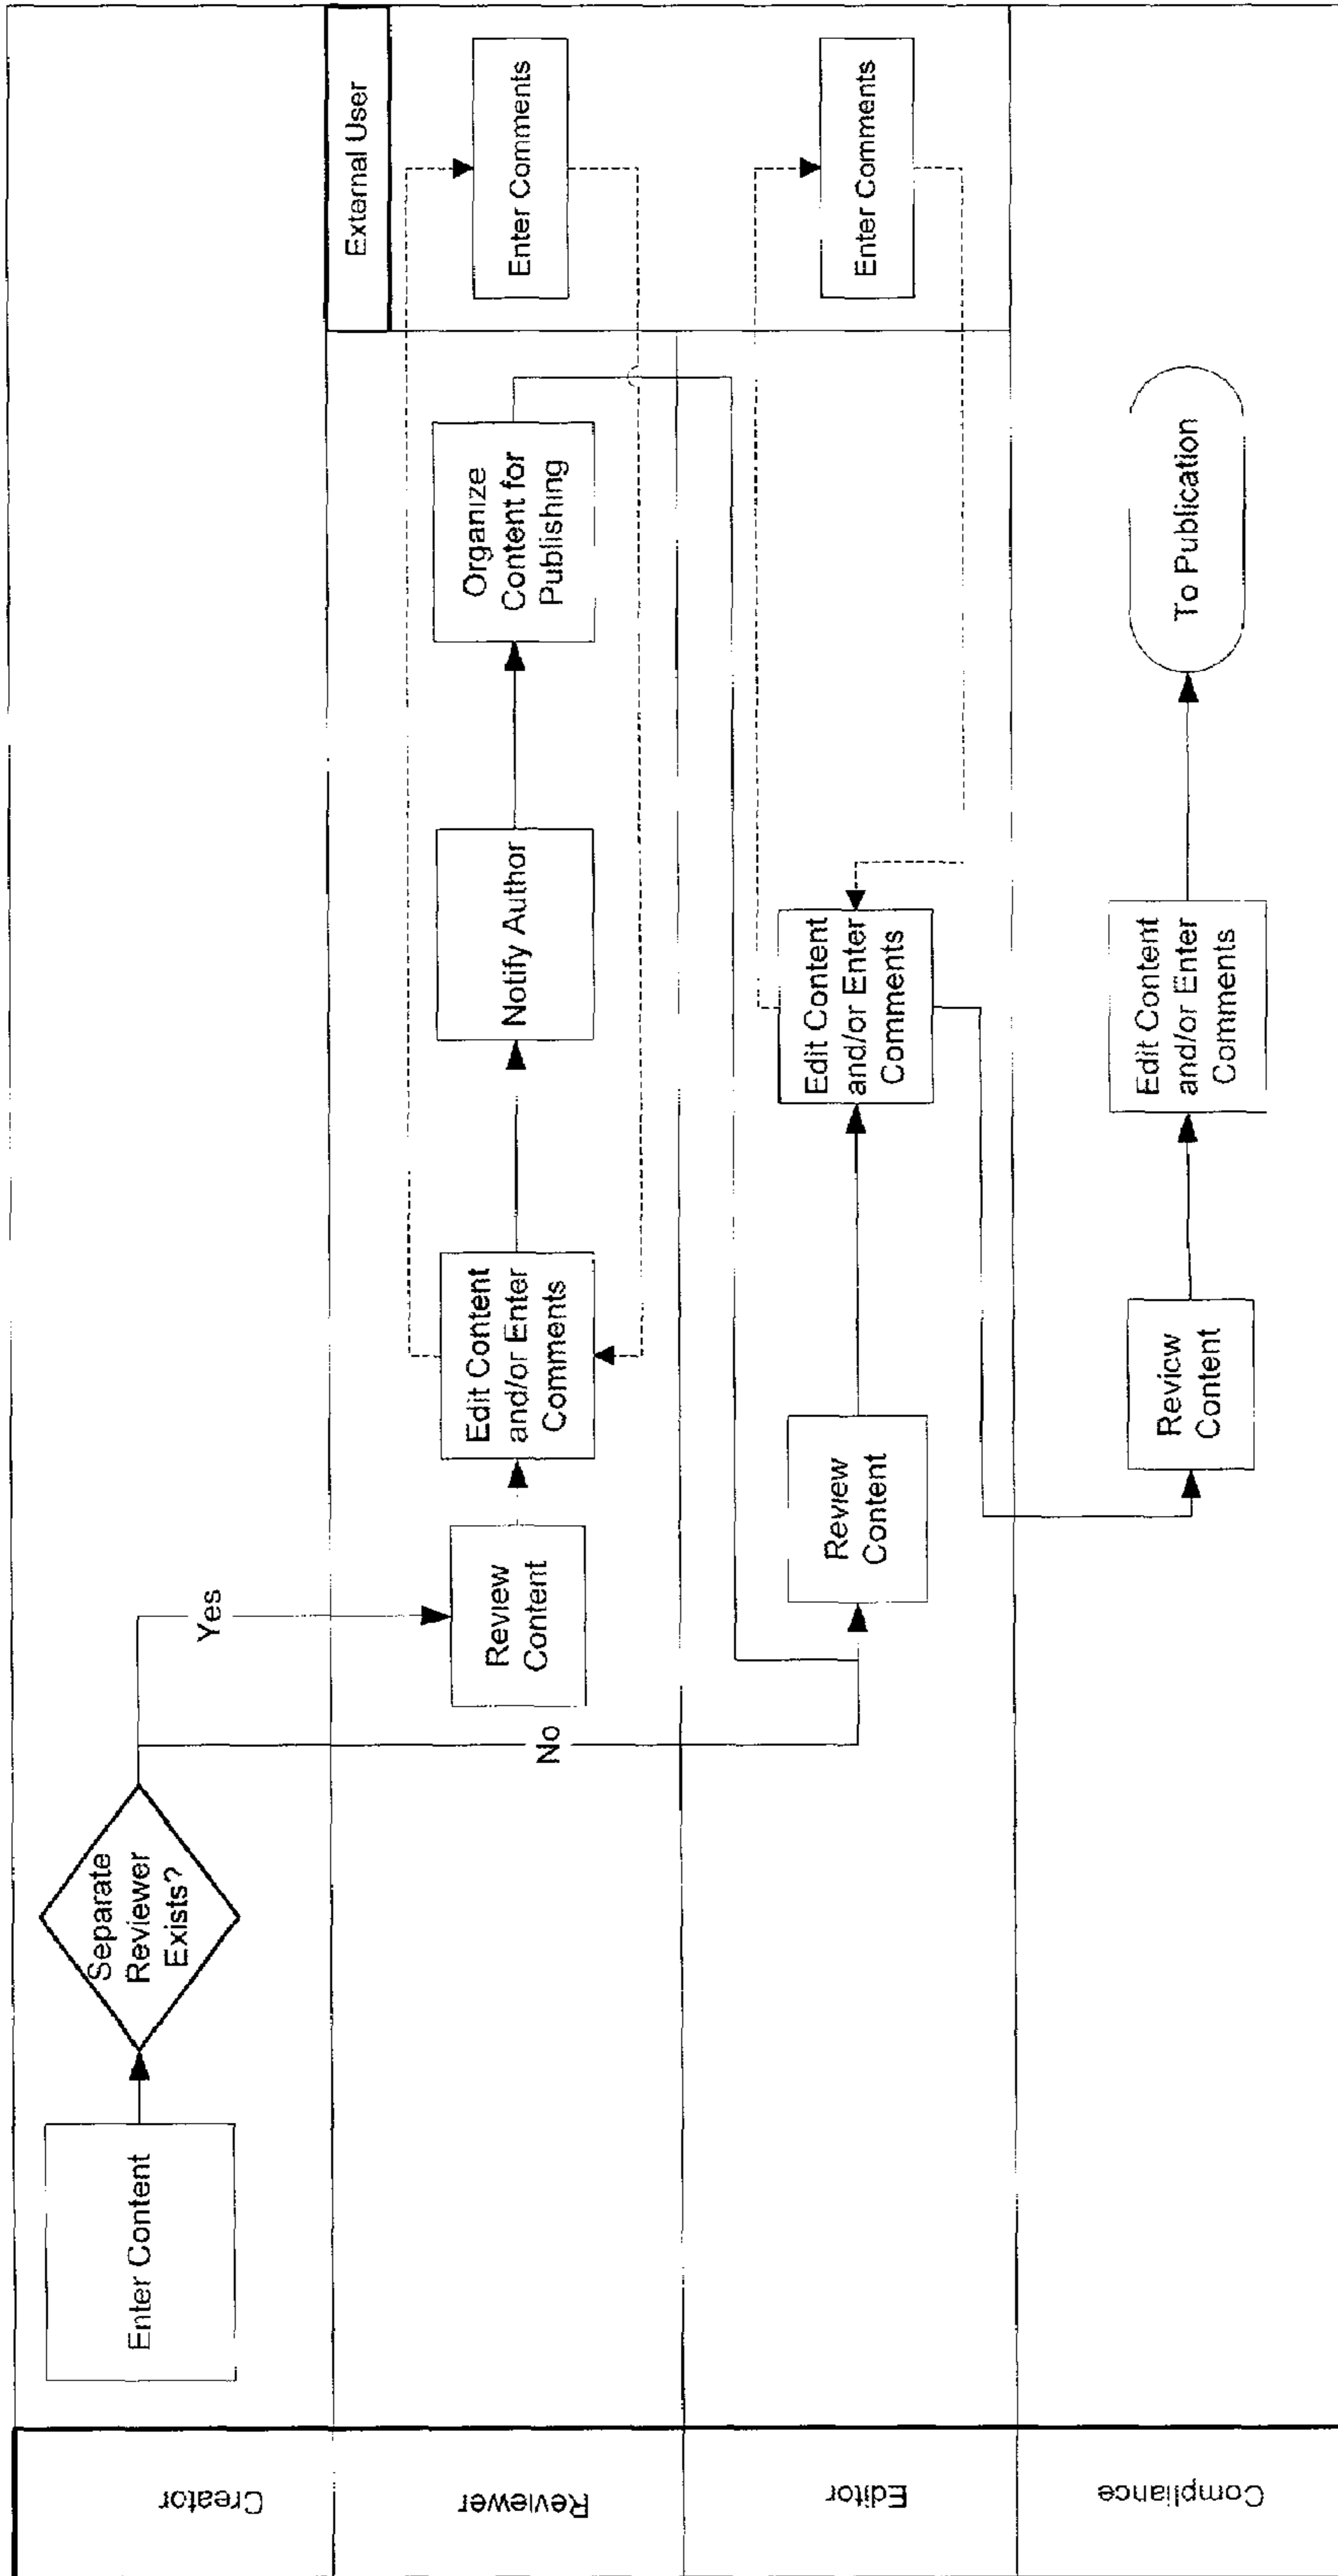 Creator
Enter Content
Separate
Reviewer
Exists?
Yes
No
External User
Reviewer
Review
Content
Edit Content
and/or Enter
Comments
Notify Author
Organize
Content for
Publishing
Enter Comments
Editor
Review
Content
Edit Content
and/or Enter
Comments
Enter Comments
Compliance
Review
Content
Edit Content
and/or Enter
Comments
To Publication